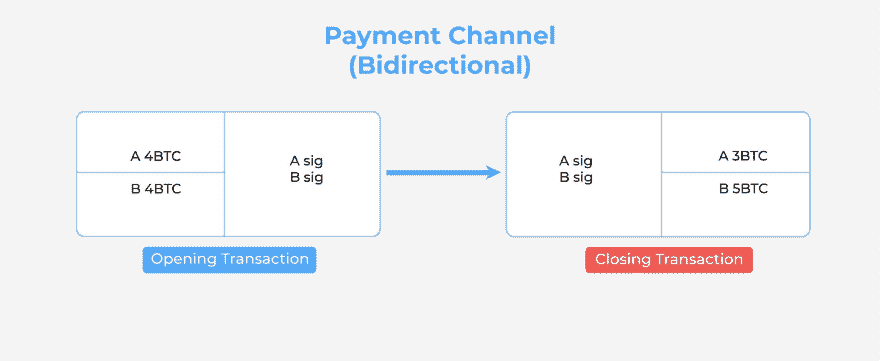 Payment Channel
(Bidirectional)
A 4BTC
B 4BTC
A sig
B sig
Opening Transaction
A sig
B sig
A 3BTC
B 5BTC
Closing Transaction